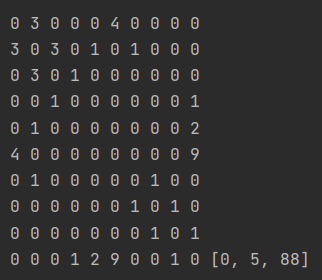 0 3 0 0 0 4 0 0 0 0
3 0 3 0 1 0 1 0 0 0
0 3 0 1 0 0 0 0 0 0
0 0 1 0 0 0 0 0 0 1
0 1 0 0 0 0 0 0 0 2
4 0 0 0 0 0 0 0 0 9
0 1 0 0 0 0 0 1 0 0
0 0 0 0 0 0 1 0 1 0
0 0 0 0 0 0 0 1 0 1
0 0 0 1 2 9 0 0 1 0 [0, 5, 88]